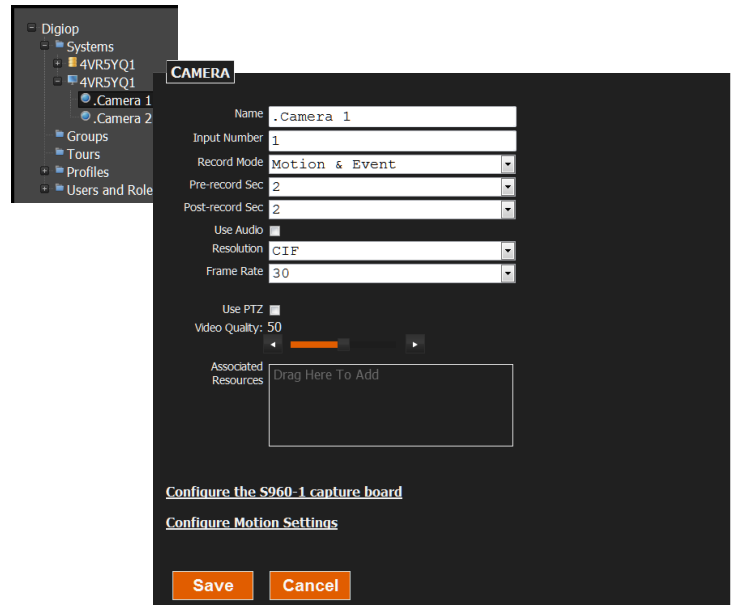 Digiop
Systems
4VR5YQ1
4VR5YQ1
.Camera 1
.Camera 2
Groups
Tours
Profiles
Users and Role
CAMERA
Name .Camera 1
Input Number 1
Record Mode Motion & Event
Pre-record Sec 2
Post-record Sec 2
Use Audio
Resolution CIF
Frame Rate 30
Use PTZ
Video Quality: 50
Associated
Resources Drag Here To Add
Configure the S960-1 capture board
Configure Motion Settings
Save Cancel